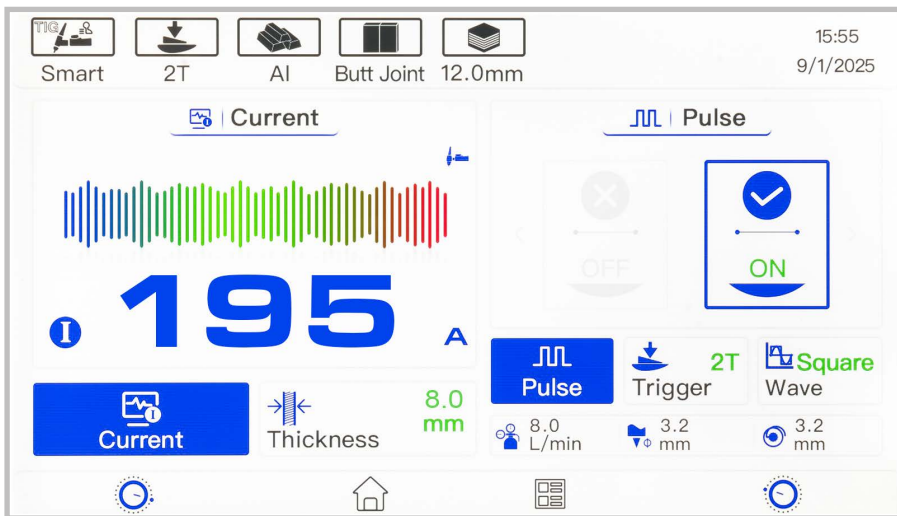 TIG
Smart
2T
Al
Butt Joint
12.0mm
15:55
9/1/2025
Current
195
A
Pulse
OFF
ON
Current
Thickness
8.0
mm
Pulse
2T
Trigger
Square
Wave
8.0
L/min
3.2
mm
3.2
mm